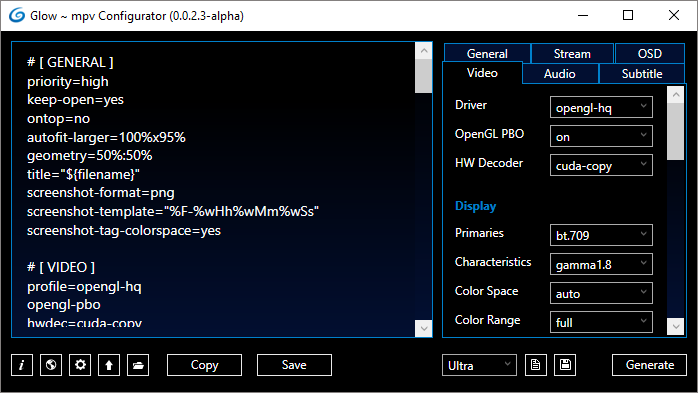 Glow ~ mpv Configurator (0.0.2.3-alpha)
# [ GENERAL ]
priority=high
keep-open=yes
ontop=no
autofit-larger=100%x95%
geometry=50%:50%
title="${filename}"
screenshot-format=png
screenshot-template="%F-%wHh%wMm%wSs"
screenshot-tag-colorspace=yes
# [ VIDEO ]
profile=opengl-hq
opengl-pbo
hwdec=cuda-copy
General Stream OSD
Video Audio Subtitle
Driver opengl-hq
OpenGL PBO on
HW Decoder cuda-copy
Display
Primaries bt.709
Characteristics gamma1.8
Color Space auto
Color Range full
i Copy Save Ultra Generate